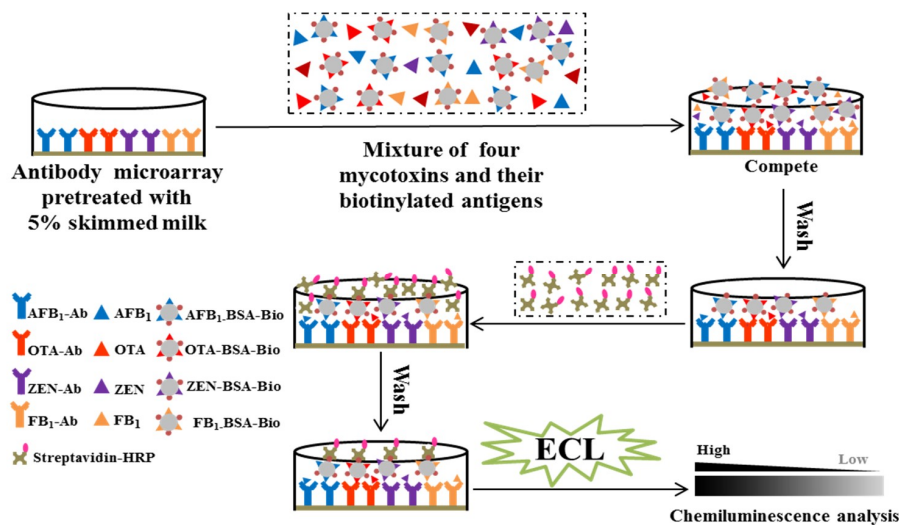 Antibody microarray
pretreated with
5% skimmed milk
Mixture of four
mycotoxins and their
biotinylated antigens
Compete
Wash
AFB₁-Ab AFB₁ AFB₁-BSA-Bio
OTA-Ab OTA OTA-BSA-Bio
ZEN-Ab ZEN ZEN-BSA-Bio
FB₁-Ab FB₁ FB₁-BSA-Bio
Streptavidin-HRP
Wash
ECL
High
Low
Chemiluminescence analysis